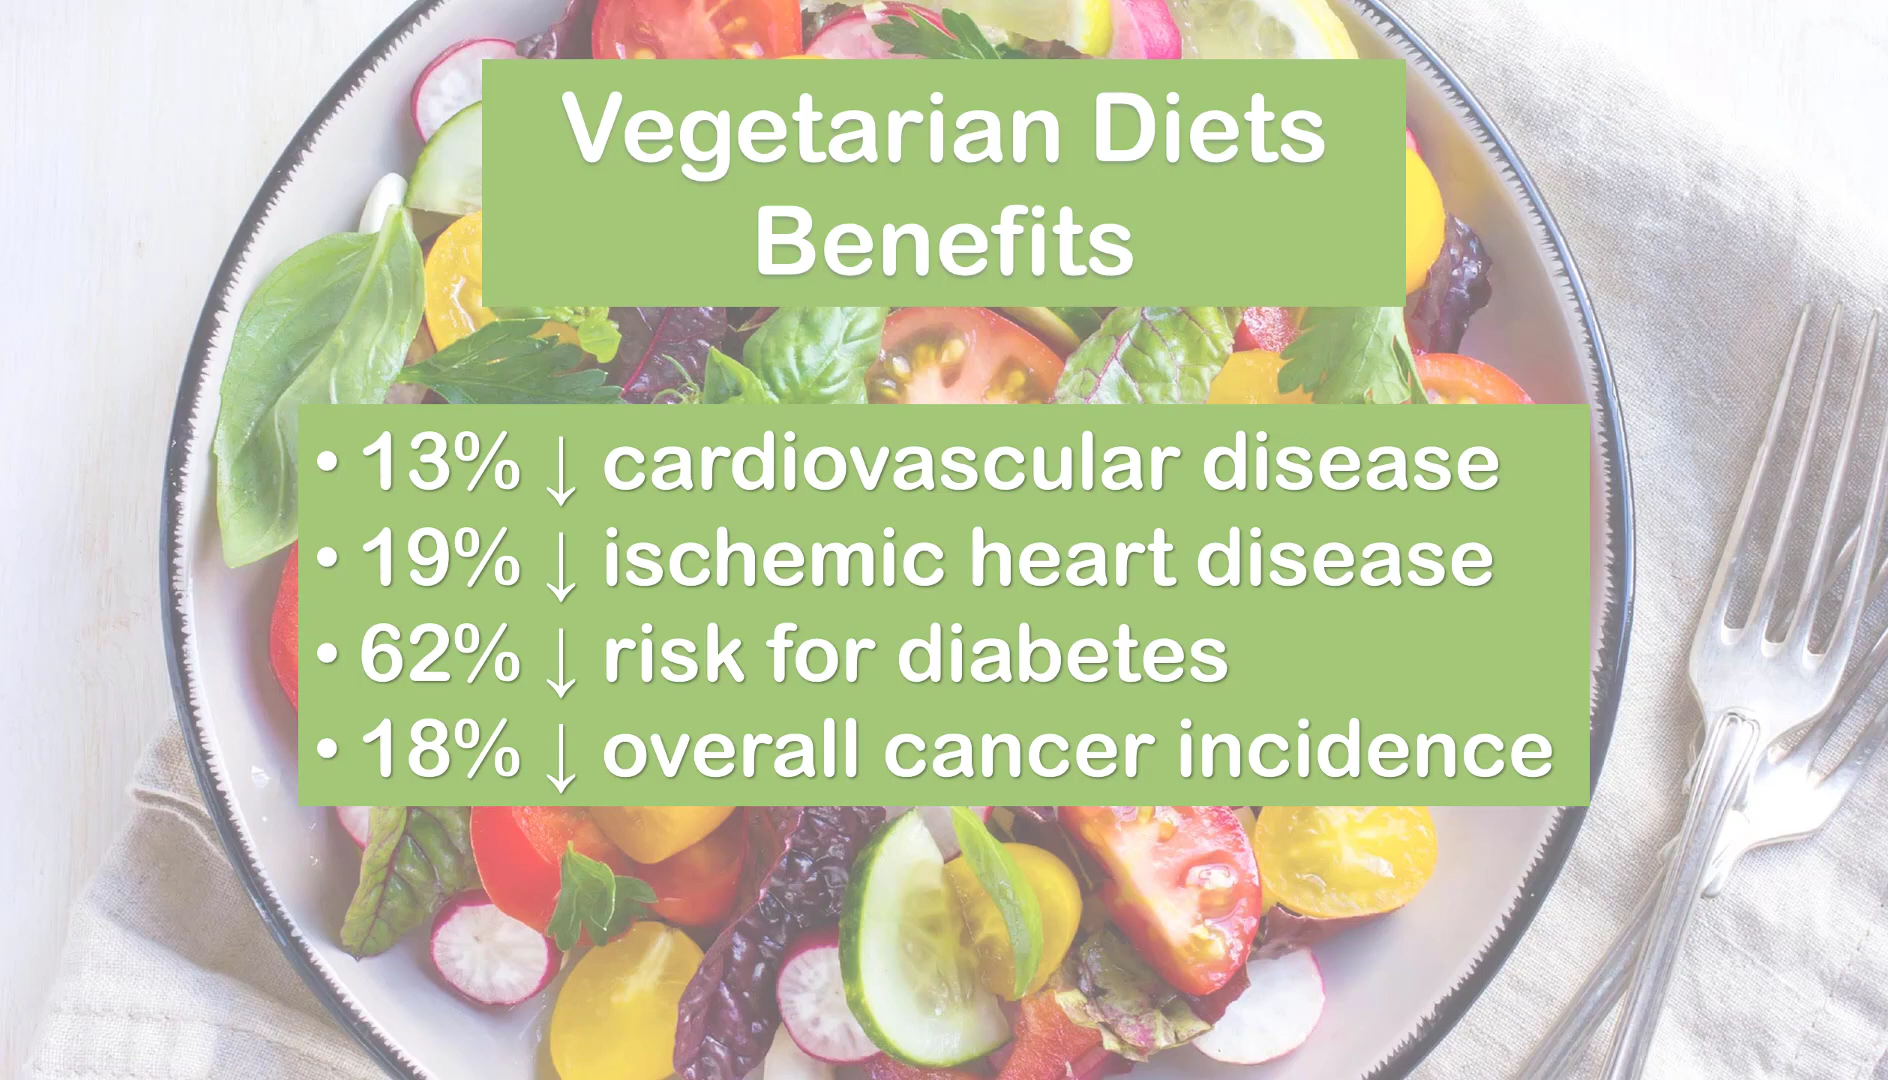 Vegetarian Diets
Benefits
• 13% ↓ cardiovascular disease
• 19% ↓ ischemic heart disease
• 62% ↓ risk for diabetes
• 18% ↓ overall cancer incidence